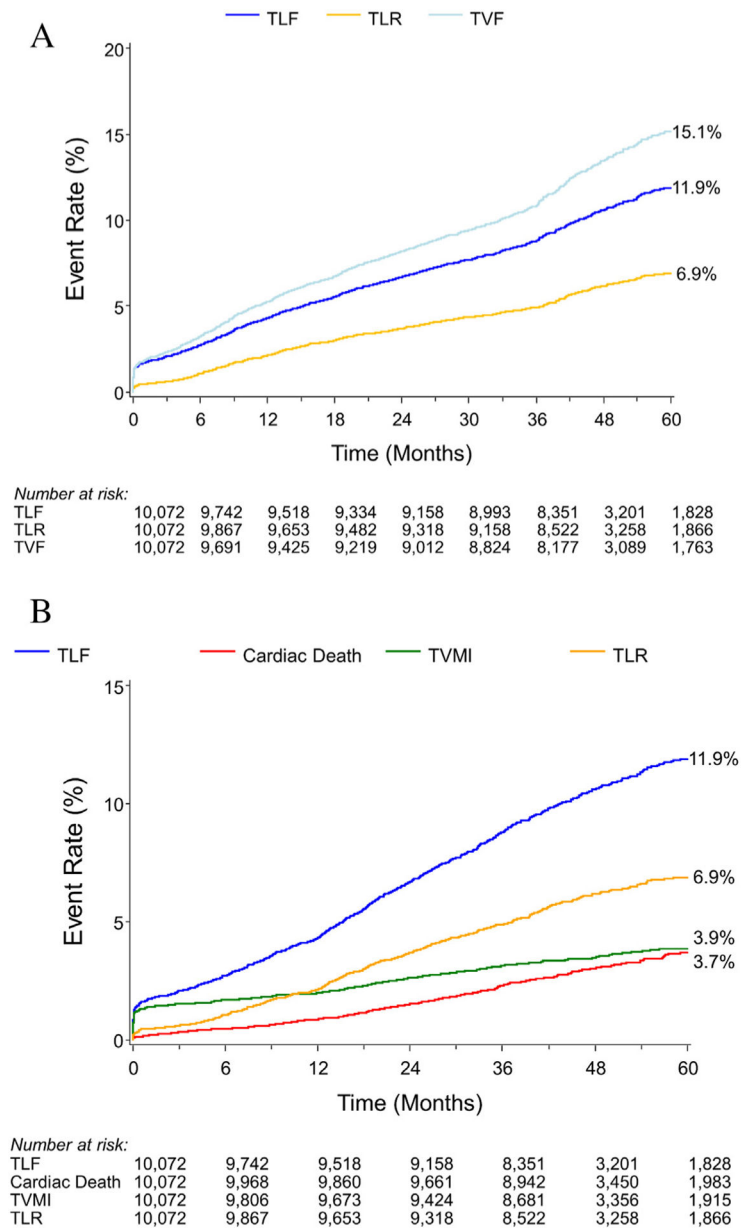 A
TLF TLR TVF
20
15
10
5
0
Event Rate (%)
15.1%
11.9%
6.9%
0 6 12 18 24 30 36 48 60
Time (Months)
Number at risk:
TLF 10,072 9,742 9,518 9,334 9,158 8,993 8,351 3,201 1,828
TLR 10,072 9,867 9,653 9,482 9,318 9,158 8,522 3,258 1,866
TVF 10,072 9,691 9,425 9,219 9,012 8,824 8,177 3,089 1,763
B
TLF Cardiac Death TVMI TLR
15
10
5
0
Event Rate (%)
11.9%
6.9%
3.9%
3.7%
0 6 12 24 36 48 60
Time (Months)
Number at risk:
TLF 10,072 9,742 9,518 9,158 8,351 3,201 1,828
Cardiac Death 10,072 9,968 9,860 9,661 8,942 3,450 1,983
TVMI 10,072 9,806 9,673 9,424 8,681 3,356 1,915
TLR 10,072 9,867 9,653 9,318 8,522 3,258 1,866